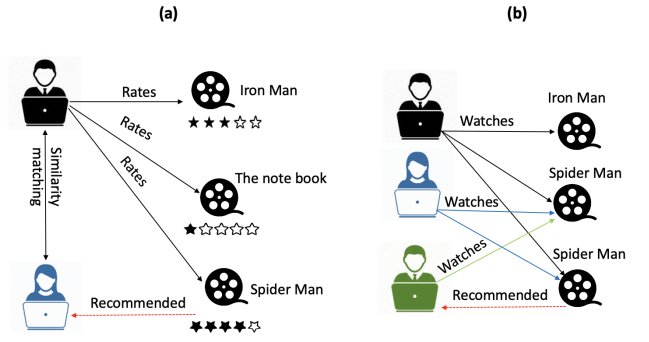 (a)
Rates
Iron Man
Rates
The note book
Rates
Similarity
matching
Spider Man
Recommended
(b)
Iron Man
Watches
Spider Man
Watches
Spider Man
Watches
Recommended